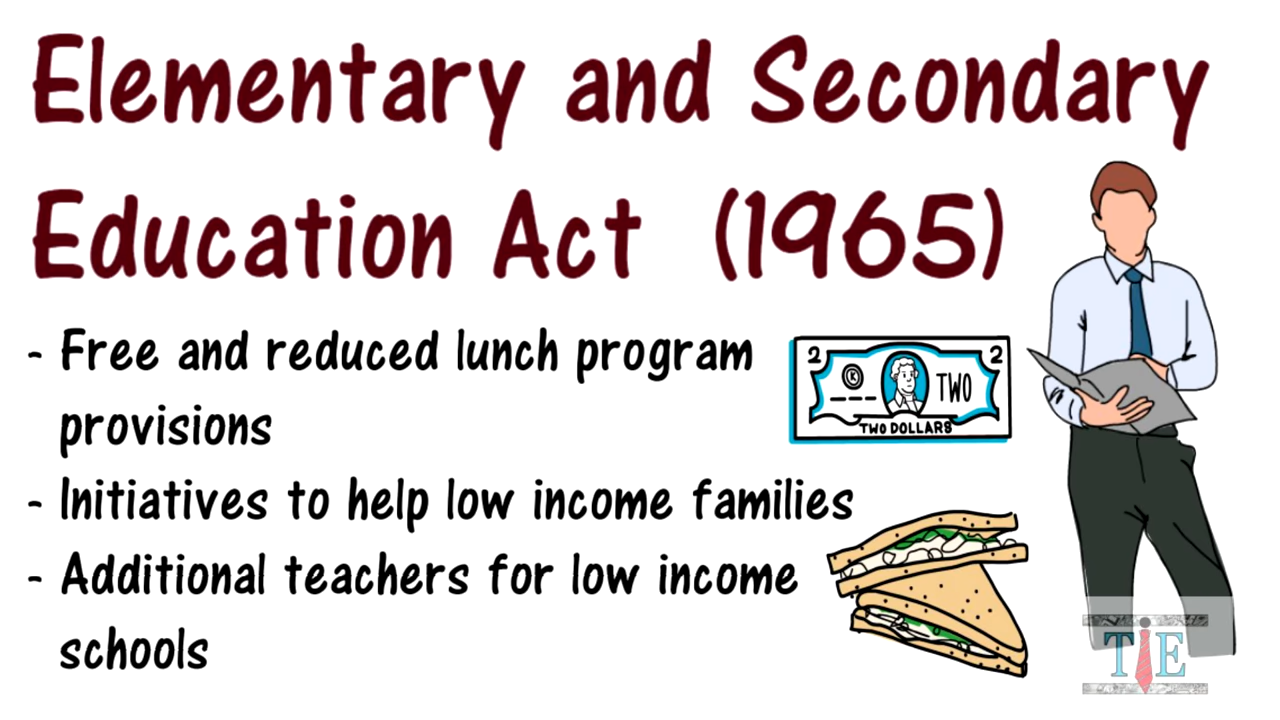 Elementary and Secondary
Education Act (1965)
- Free and reduced lunch program
provisions
- Initiatives to help low income families
- Additional teachers for low income
schools
2 2
K TWO
TWO DOLLARS
TIE